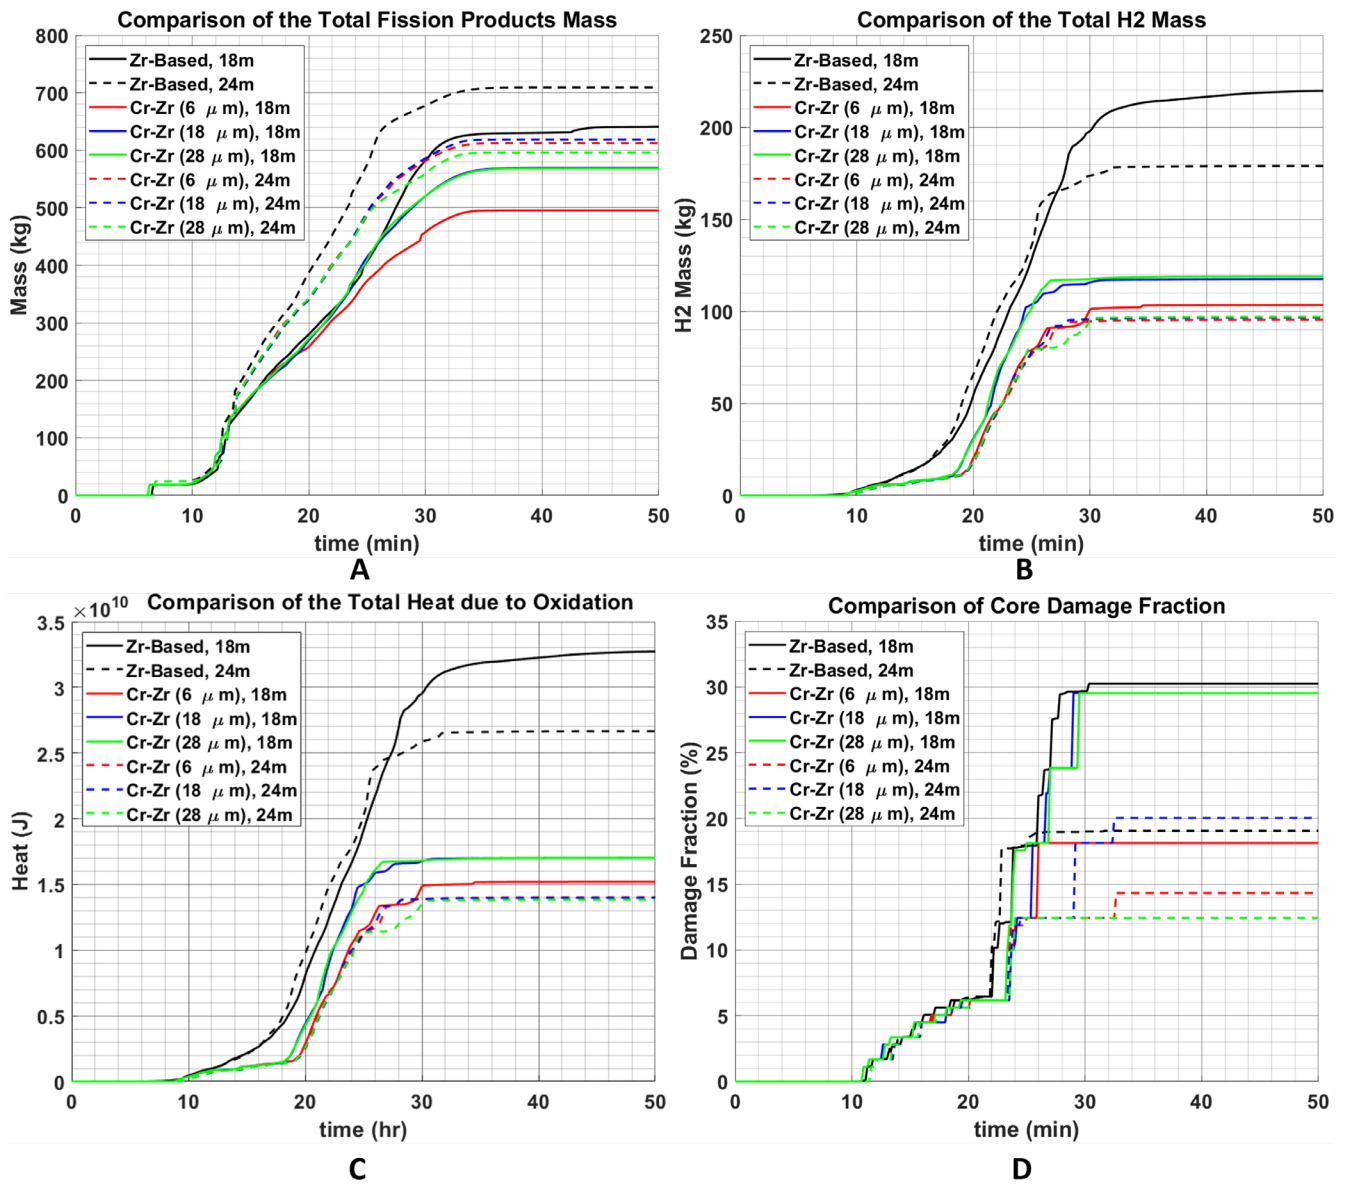 Comparison of the Total Fission Products Mass
800
700
600
500
400
300
200
100
0
Mass (kg)
Zr-Based, 18m
Zr-Based, 24m
Cr-Zr (6 μ m), 18m
Cr-Zr (18 μ m), 18m
Cr-Zr (28 μ m), 18m
Cr-Zr (6 μ m), 24m
Cr-Zr (18 μ m), 24m
Cr-Zr (28 μ m), 24m
0 10 20 30 40 50
time (min)
A
Comparison of the Total H2 Mass
250
200
150
100
50
0
H2 Mass (kg)
Zr-Based, 18m
Zr-Based, 24m
Cr-Zr (6 μ m), 18m
Cr-Zr (18 μ m), 18m
Cr-Zr (28 μ m), 18m
Cr-Zr (6 μ m), 24m
Cr-Zr (18 μ m), 24m
Cr-Zr (28 μ m), 24m
0 10 20 30 40 50
time (min)
B
×10^10 Comparison of the Total Heat due to Oxidation
3.5
3
2.5
2
1.5
1
0.5
0
Heat (J)
Zr-Based, 18m
Zr-Based, 24m
Cr-Zr (6 μ m), 18m
Cr-Zr (18 μ m), 18m
Cr-Zr (28 μ m), 18m
Cr-Zr (6 μ m), 24m
Cr-Zr (18 μ m), 24m
Cr-Zr (28 μ m), 24m
0 10 20 30 40 50
time (hr)
C
Comparison of Core Damage Fraction
35
30
25
20
15
10
5
0
Damage Fraction (%)
Zr-Based, 18m
Zr-Based, 24m
Cr-Zr (6 μ m), 18m
Cr-Zr (18 μ m), 18m
Cr-Zr (28 μ m), 18m
Cr-Zr (6 μ m), 24m
Cr-Zr (18 μ m), 24m
Cr-Zr (28 μ m), 24m
0 10 20 30 40 50
time (min)
D